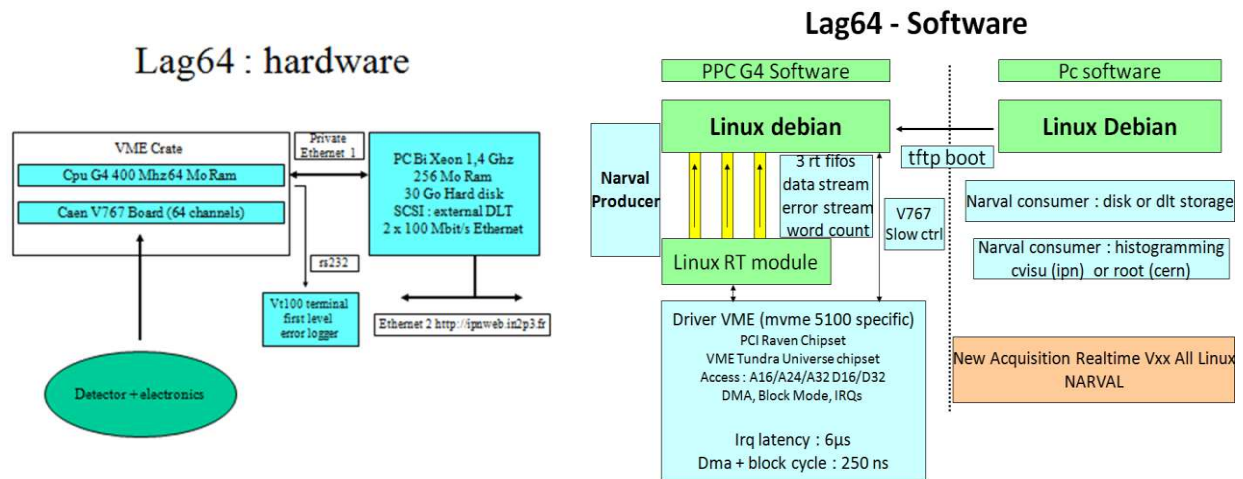 Lag64 : hardware
VME Crate
Cpu G4 400 Mhz 64 Mo Ram
Caen V767 Board (64 channels)
Private
Ethernet 1
PC Bi Xeon 1,4 Ghz
256 Mo Ram
30 Go Hard disk
SCSI : external DLT
2 x 100 Mbit/s Ethernet
rs232
Vt100 terminal
first level
error logger
Ethernet 2 http://ipnweb.in2p3.fr
Detector + electronics
Lag64 - Software
PPC G4 Software
Pc software
Linux debian
Linux Debian
tftp boot
Narval
Producer
3 rt fifos
data stream
error stream
word count
V767
Slow ctrl
Linux RT module
Narval consumer : disk or dlt storage
Narval consumer : histogramming
cvisu (ipn) or root (cern)
Driver VME (mvme 5100 specific)
PCI Raven Chipset
VME Tundra Universe chipset
Access : A16/A24/A32 D16/D32
DMA, Block Mode, IRQs
Irq latency : 6µs
Dma + block cycle : 250 ns
New Acquisition Realtime Vxx All Linux
NARVAL